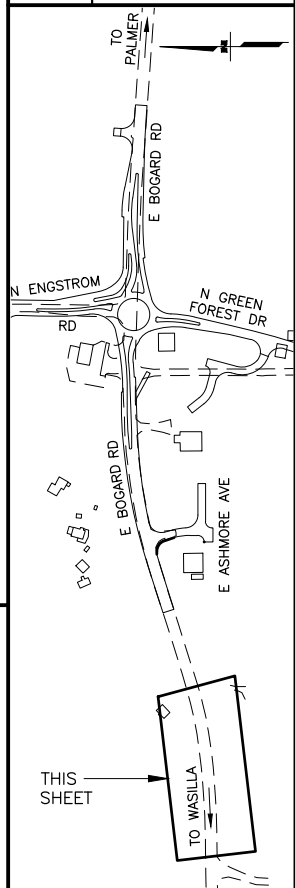 TO
PALMER
E BOGARD RD
N ENGSTROM
RD
N GREEN
FOREST DR
E BOGARD RD
E ASHMORE AVE
THIS
SHEET
TO WASILLA